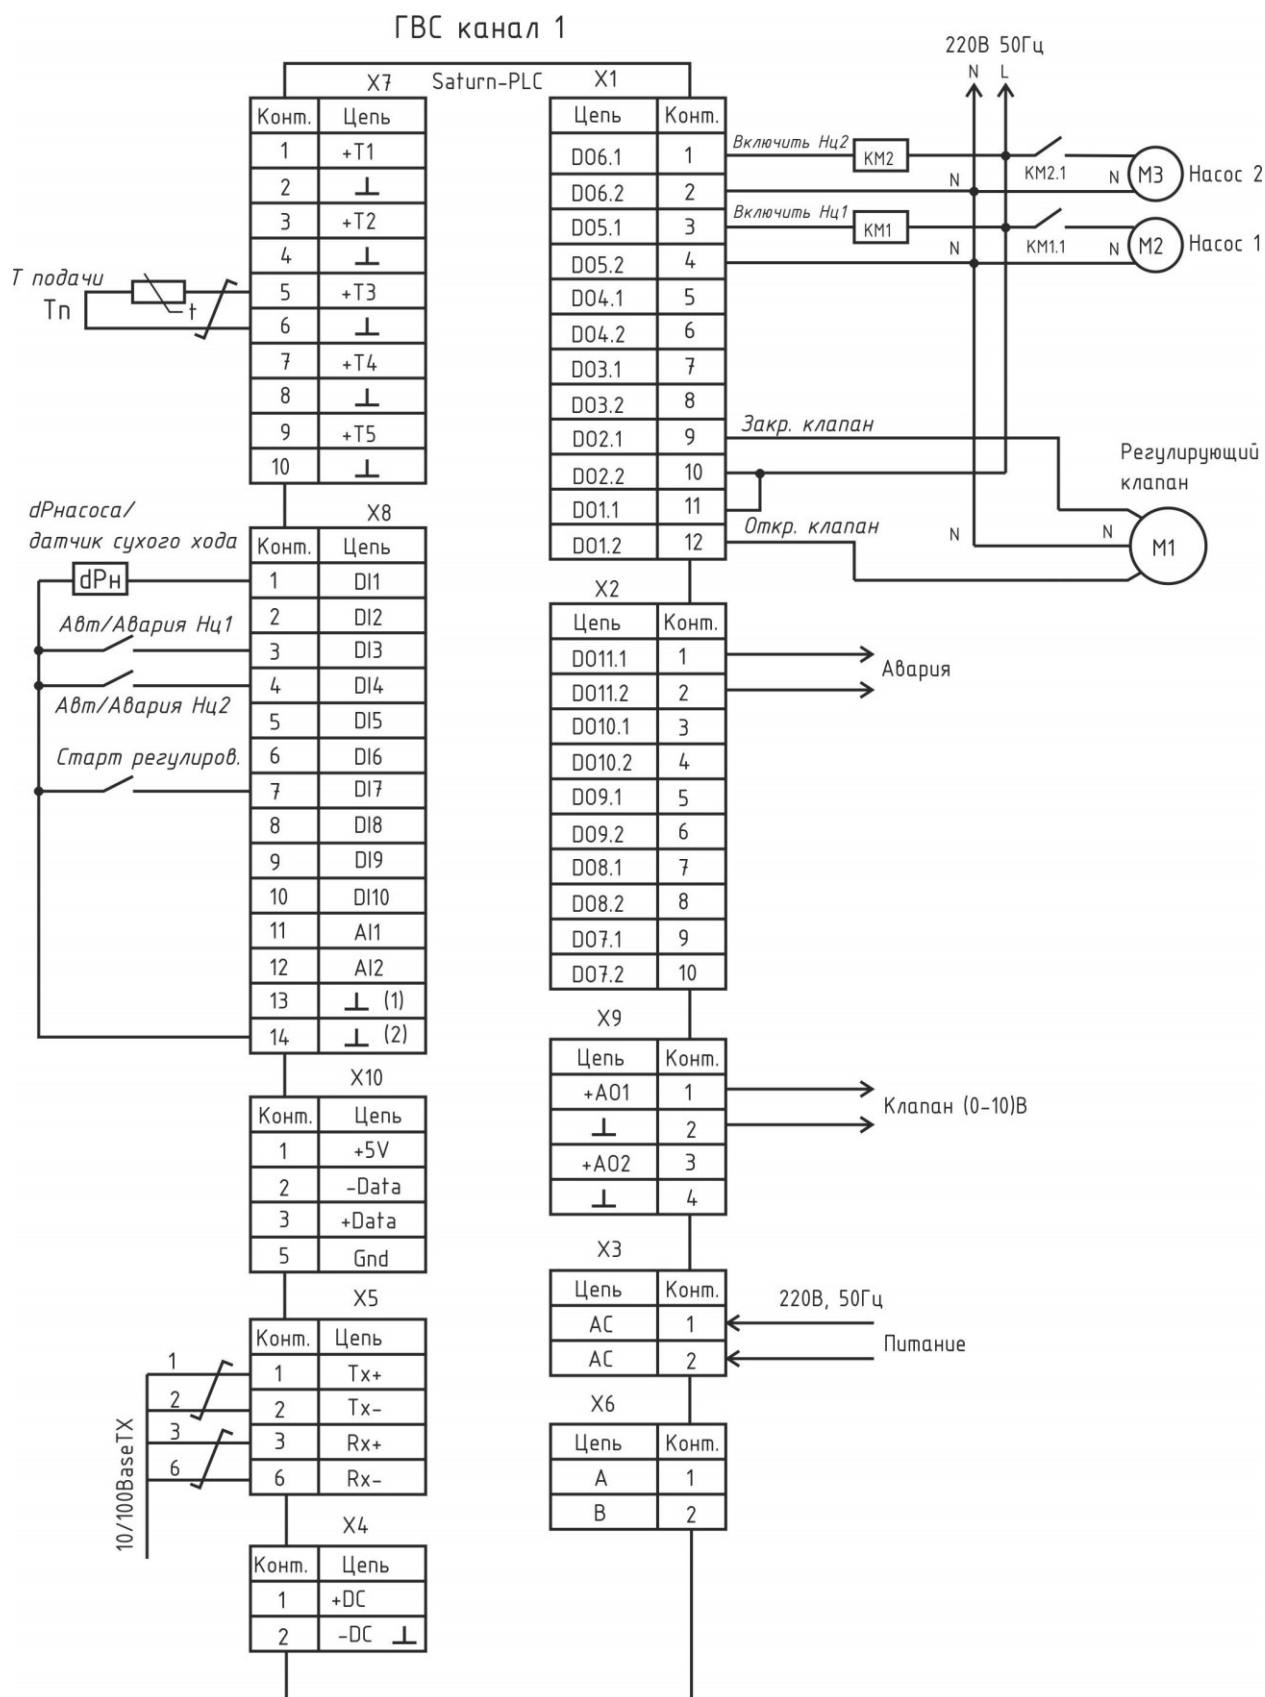 ГВС канал 1
Saturn-PLC
X7
Конт. Цепь
1 +T1
2 ⊥
3 +T2
4 ⊥
5 +T3
6 ⊥
7 +T4
8 ⊥
9 +T5
10 ⊥
Т подачи
Тп
t
X8
Конт. Цепь
1 DI1
2 DI2
3 DI3
4 DI4
5 DI5
6 DI6
7 DI7
8 DI8
9 DI9
10 DI10
11 AI1
12 AI2
13 ⊥ (1)
14 ⊥ (2)
dPнасоса/
датчик сухого хода
dPн
Авт/Авария Нц1
Авт/Авария Нц2
Старт регулиров.
X10
Конт. Цепь
1 +5V
2 -Data
3 +Data
5 Gnd
X5
Конт. Цепь
1 Tx+
2 Tx-
3 Rx+
6 Rx-
1
2
3
6
10/100BaseTX
X4
Конт. Цепь
1 +DC
2 -DC ⊥
X1
Цепь Конт.
DO6.1 1
DO6.2 2
DO5.1 3
DO5.2 4
DO4.1 5
DO4.2 6
DO3.1 7
DO3.2 8
DO2.1 9
DO2.2 10
DO1.1 11
DO1.2 12
220В 50Гц
N L
Включить Нц2
КМ2
КМ2.1
N
N
М3
Насос 2
Включить Нц1
КМ1
КМ1.1
N
N
М2
Насос 1
Закр. клапан
Откр. клапан
N
N
Регулирующий
клапан
М1
X2
Цепь Конт.
DO11.1 1
DO11.2 2
DO10.1 3
DO10.2 4
DO9.1 5
DO9.2 6
DO8.1 7
DO8.2 8
DO7.1 9
DO7.2 10
Авария
X9
Цепь Конт.
+AO1 1
⊥ 2
+AO2 3
⊥ 4
Клапан (0-10)В
X3
Цепь Конт.
AC 1
AC 2
220В, 50Гц
Питание
X6
Цепь Конт.
A 1
B 2